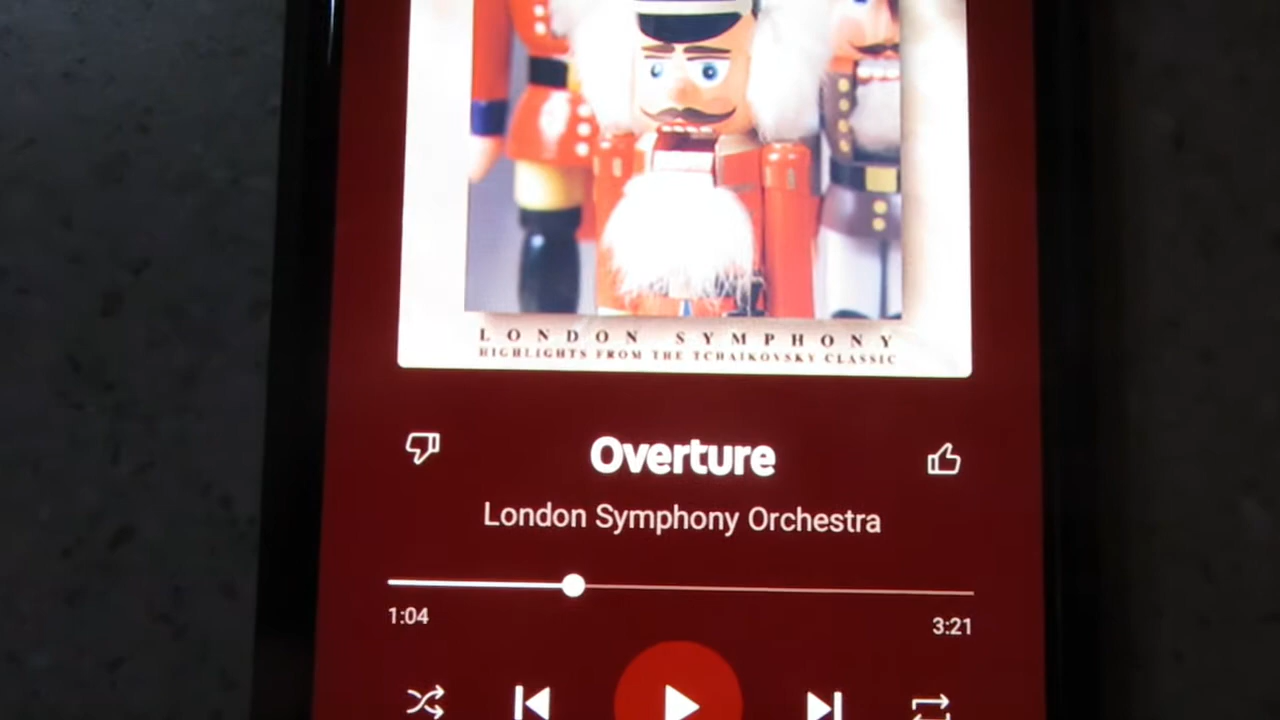 LONDON SYMPHONY
HIGHLIGHTS FROM THE TCHAIKOVSKY CLASSIC
Overture
London Symphony Orchestra
1:04
3:21